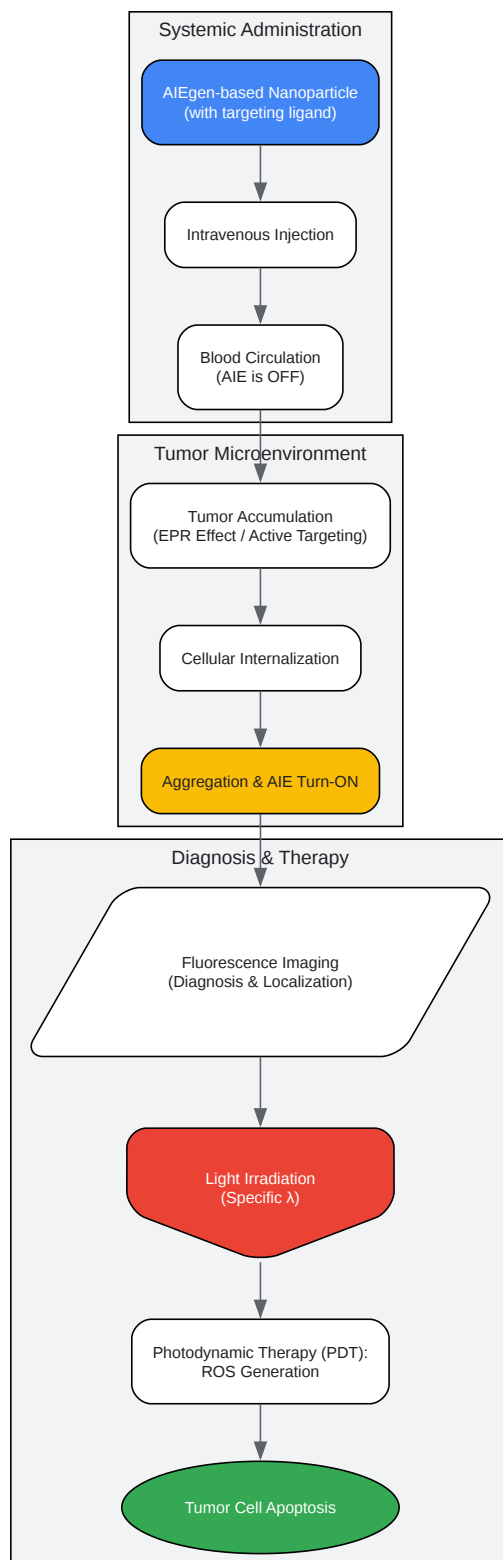 Systemic Administration
AIEgen-based Nanoparticle
(with targeting ligand)
Intravenous Injection
Blood Circulation
(AIE is OFF)
Tumor Microenvironment
Tumor Accumulation
(EPR Effect / Active Targeting)
Cellular Internalization
Aggregation & AIE Turn-ON
Diagnosis & Therapy
Fluorescence Imaging
(Diagnosis & Localization)
Light Irradiation
(Specific λ)
Photodynamic Therapy (PDT):
ROS Generation
Tumor Cell Apoptosis